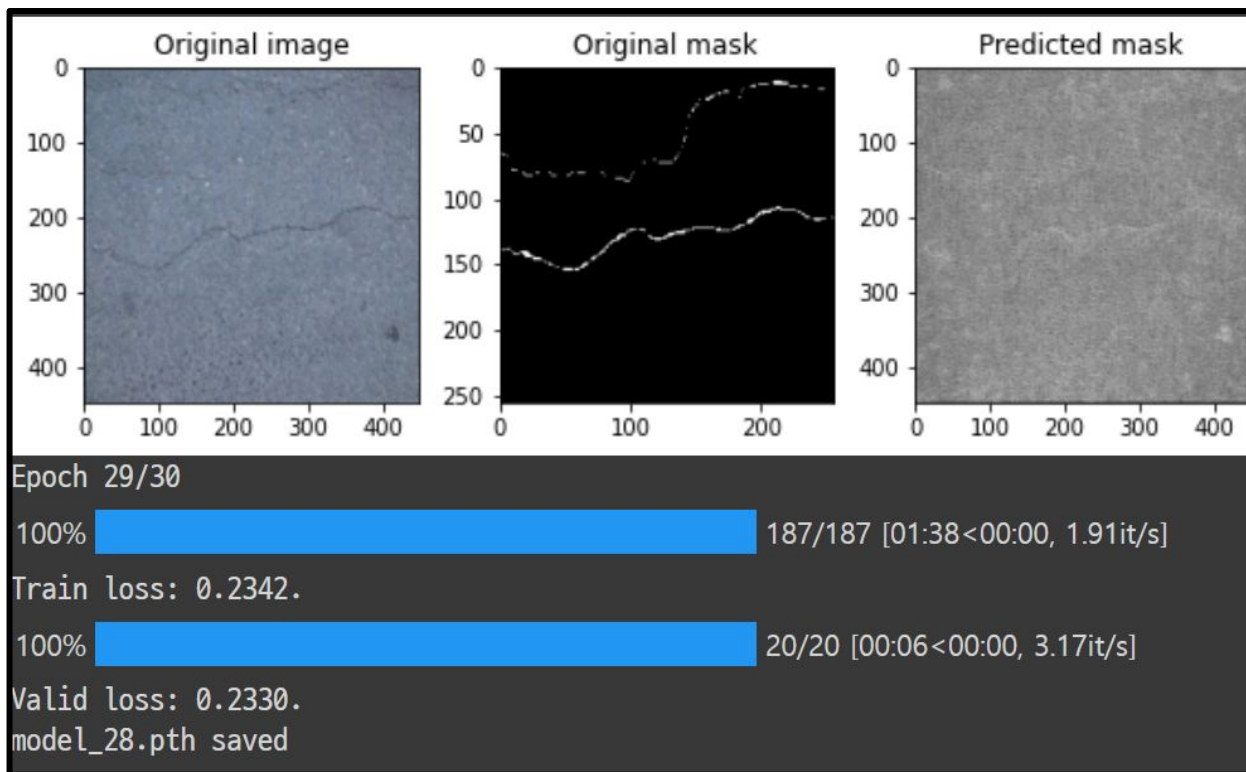 Original image Original mask Predicted mask
0 0 0
100 50 100
200 100 200
300 150 300
400 200 400
250
0 100 200 300 400 0 100 200 0 100 200 300 400
Epoch 29/30
100% 187/187 [01:38<00:00, 1.91it/s]
Train loss: 0.2342.
100% 20/20 [00:06<00:00, 3.17it/s]
Valid loss: 0.2330.
model_28.pth saved